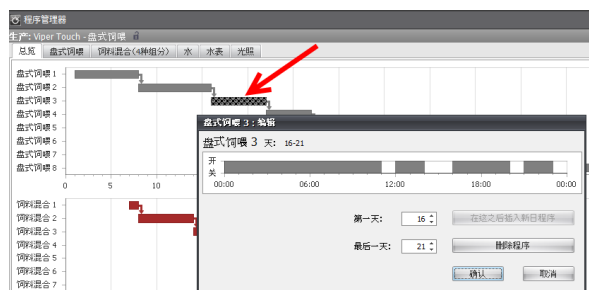 程序管理器
生产: Viper Touch - 盘式饲喂
总览 盘式饲喂 饲料混合(4种组分) 水 水表 光照
盘式饲喂 1
盘式饲喂 2
盘式饲喂 3
盘式饲喂 4
盘式饲喂 5
盘式饲喂 6
盘式饲喂 7
盘式饲喂 8
0 5 10
饲料混合 1
饲料混合 2
饲料混合 3
饲料混合 4
饲料混合 5
饲料混合 6
饲料混合 7
盘式饲喂 3 : 编辑
盘式饲喂 3 天: 16-21
开
关
00:00 06:00 12:00 18:00 00:00
第一天: 16 在这之后插入新日程序
最后一天: 21 删除程序
确认 取消